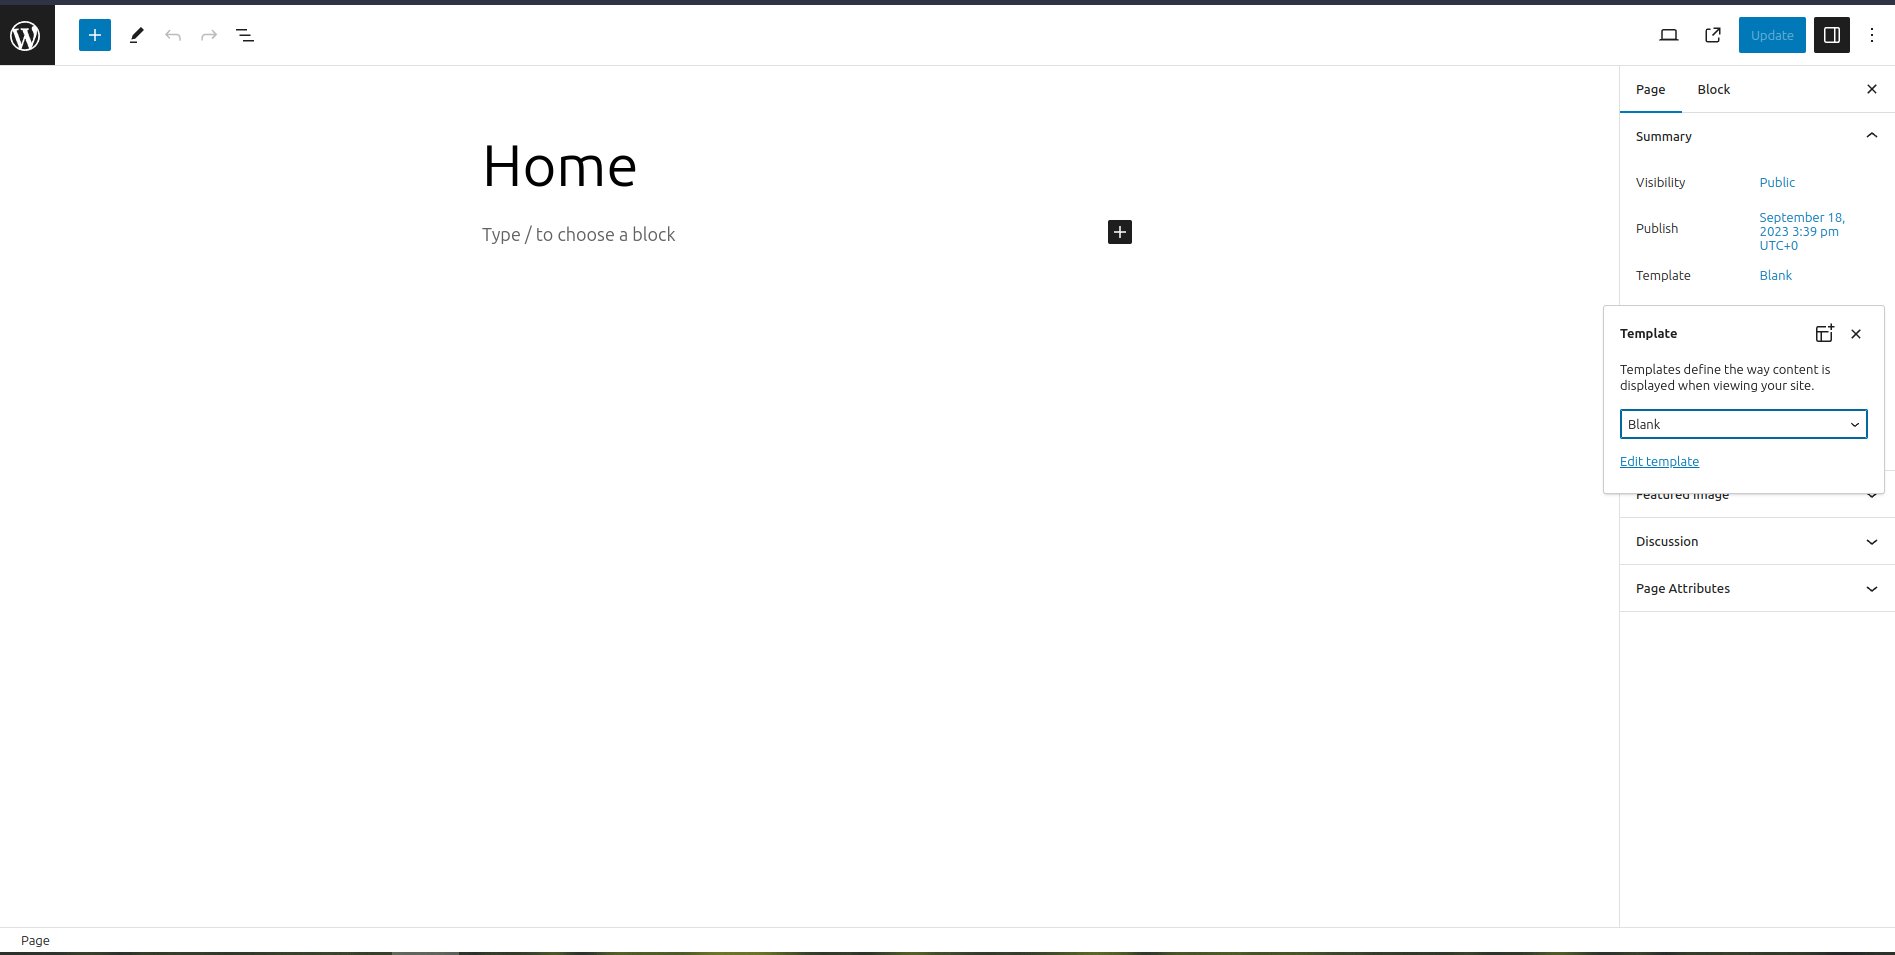 Update
Page Block
Summary
Visibility Public
Publish September 18,
2023 3:39 pm
UTC+0
Template Blank
Home
Type / to choose a block
Template
Templates define the way content is
displayed when viewing your site.
Blank
Edit template
Featured image
Discussion
Page Attributes
Page